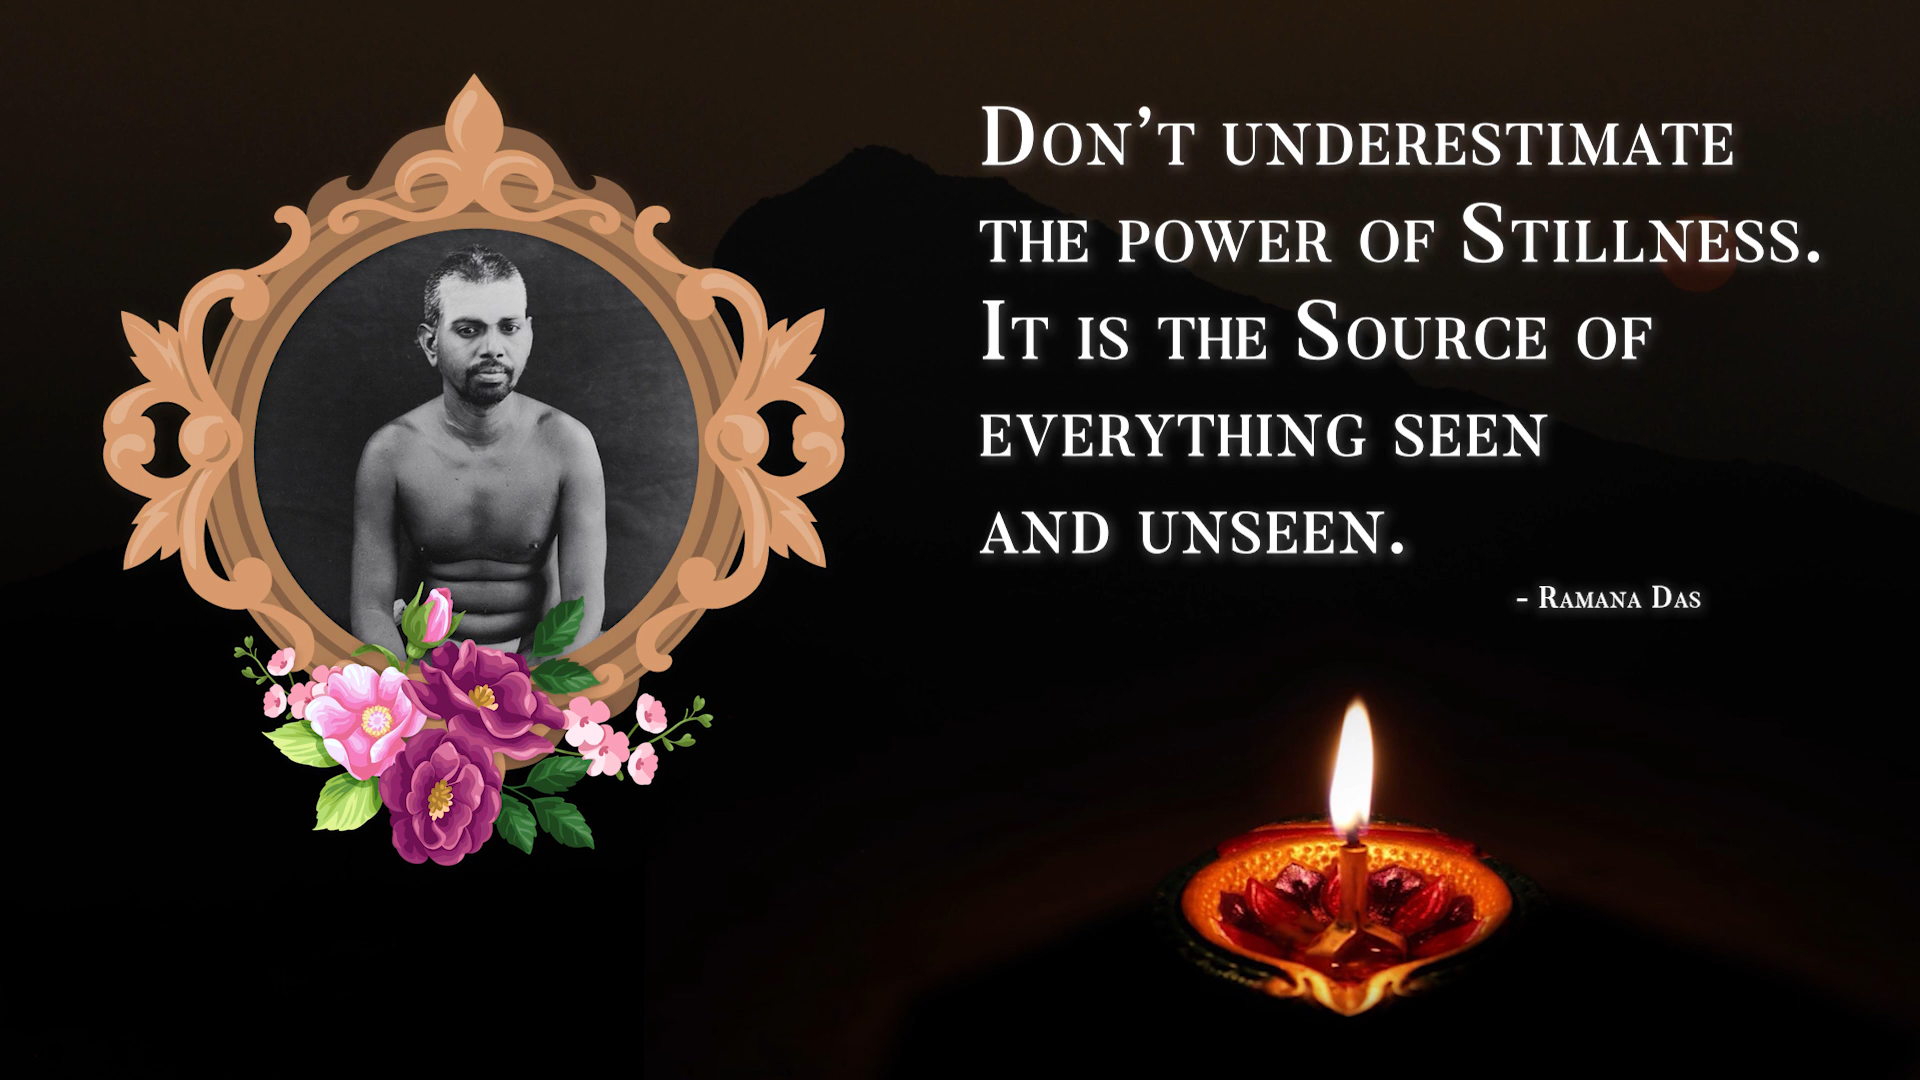 Don’t underestimate
the power of Stillness.
It is the Source of
everything seen
and unseen.
- Ramana Das